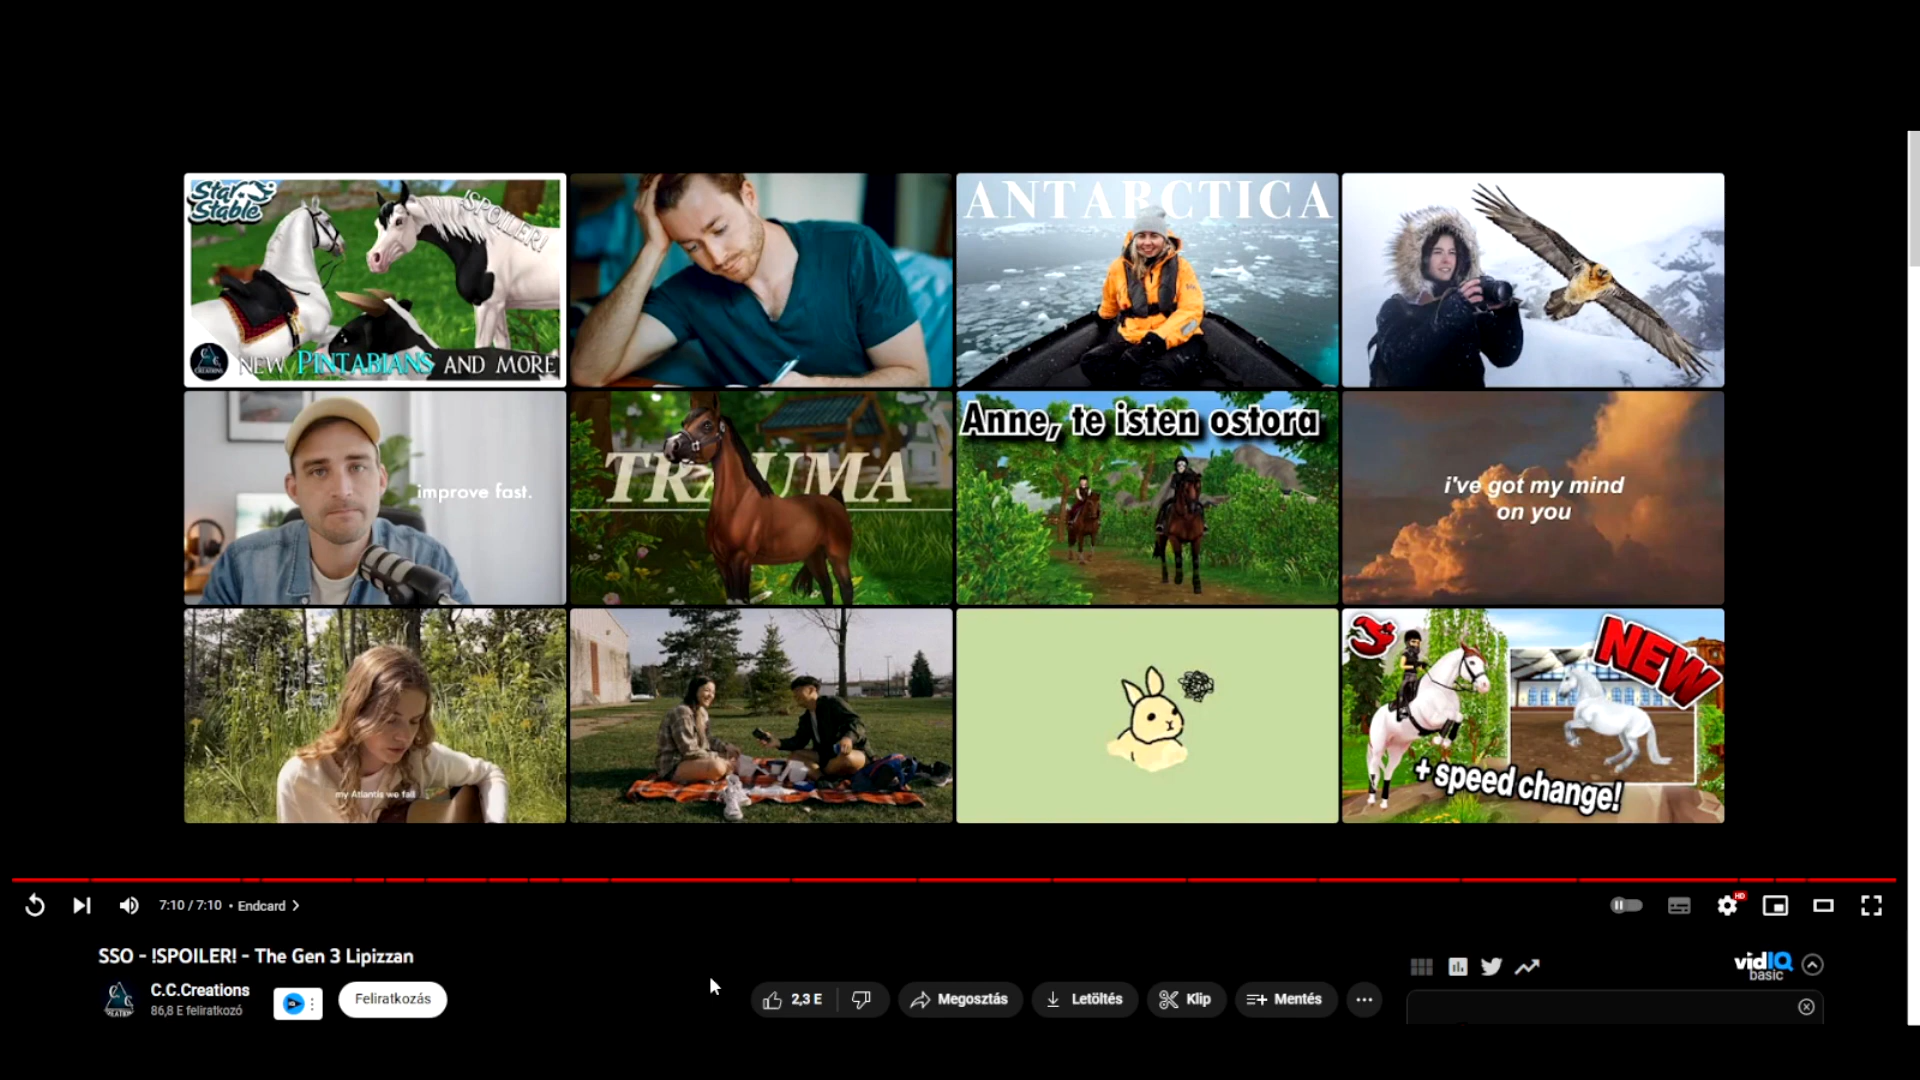 Star
Stable
!SPOILER!
C.C.
CREATIONS
NEW PINTABIANS AND MORE
ANTARCTICA
improve fast.
TRAUMA
Anne, te isten ostora
i've got my mind
on you
my Atlantis we fall
NEW
+ speed change!
7:10 / 7:10 • Endcard
HD
SSO - !SPOILER! - The Gen 3 Lipizzan
C.C.Creations
86,8 E feliratkozó
Feliratkozás
2,3 E
Megosztás
Letöltés
Klip
Mentés
vidIQ
basic